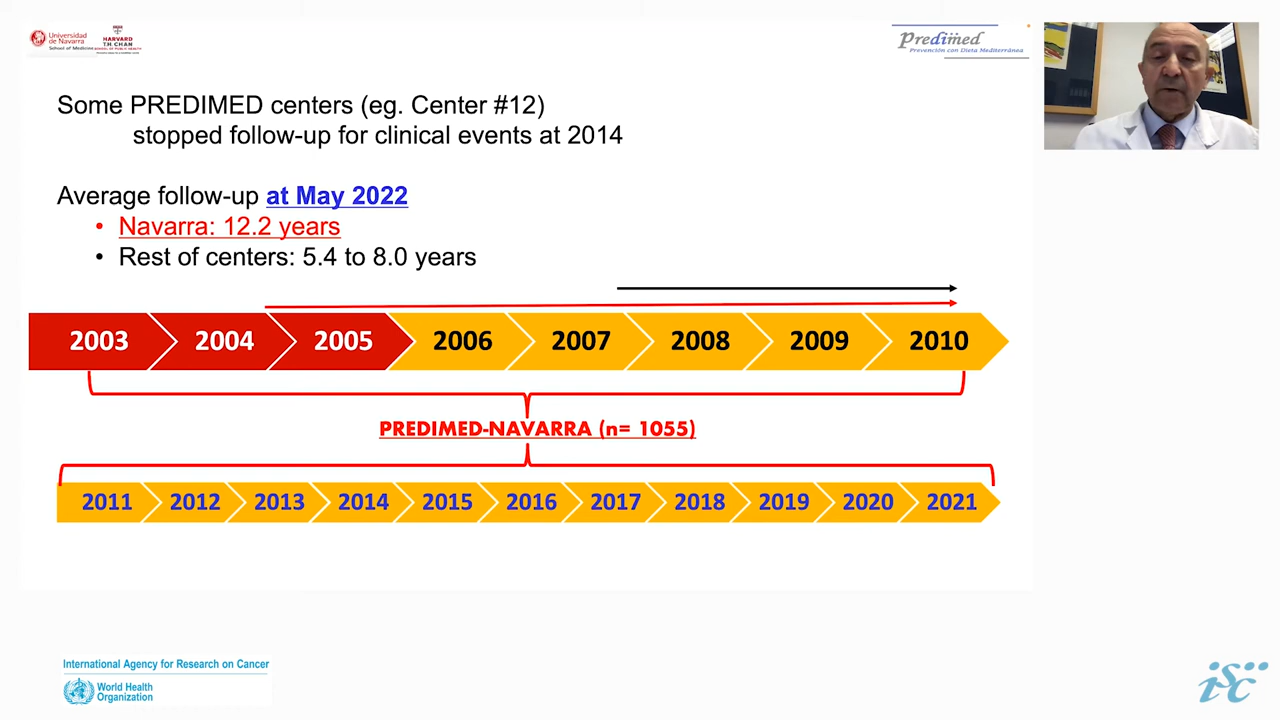 Universidad
de Navarra
School of Medicine
HARVARD
T.H. CHAN
SCHOOL OF PUBLIC HEALTH
Predimed
Prevención con Dieta Mediterránea
Some PREDIMED centers (eg. Center #12)
stopped follow-up for clinical events at 2014
Average follow-up at May 2022
• Navarra: 12.2 years
• Rest of centers: 5.4 to 8.0 years
2003 2004 2005 2006 2007 2008 2009 2010
PREDIMED-NAVARRA (n= 1055)
2011 2012 2013 2014 2015 2016 2017 2018 2019 2020 2021
International Agency for Research on Cancer
World Health
Organization
iSC